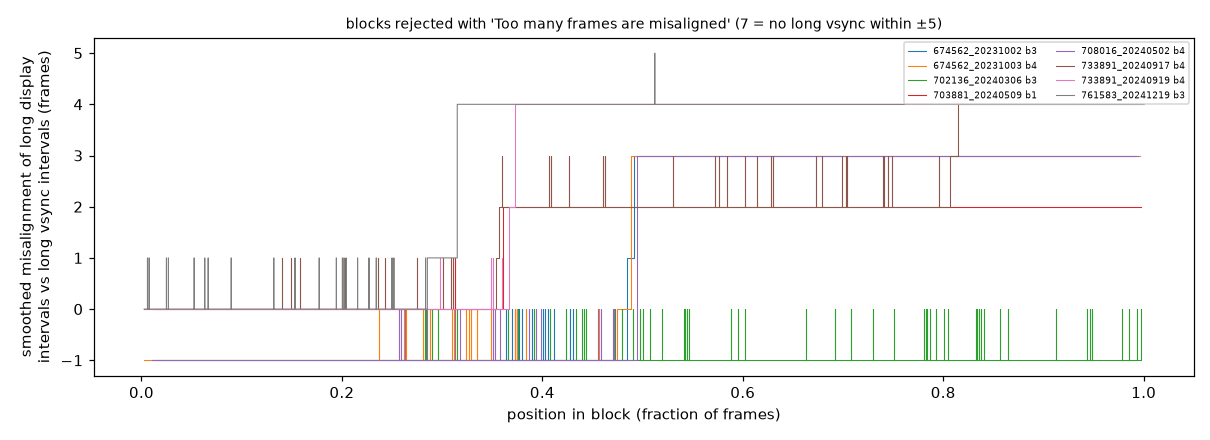 blocks rejected with 'Too many frames are misaligned' (7 = no long vsync within ±5)
smoothed misalignment of long display
intervals vs long vsync intervals (frames)
5
4
3
2
1
0
−1
674562_20231002 b3
674562_20231003 b4
702136_20240306 b3
703881_20240509 b1
708016_20240502 b4
733891_20240917 b4
733891_20240919 b4
761583_20241219 b3
0.0
0.2
0.4
0.6
0.8
1.0
position in block (fraction of frames)